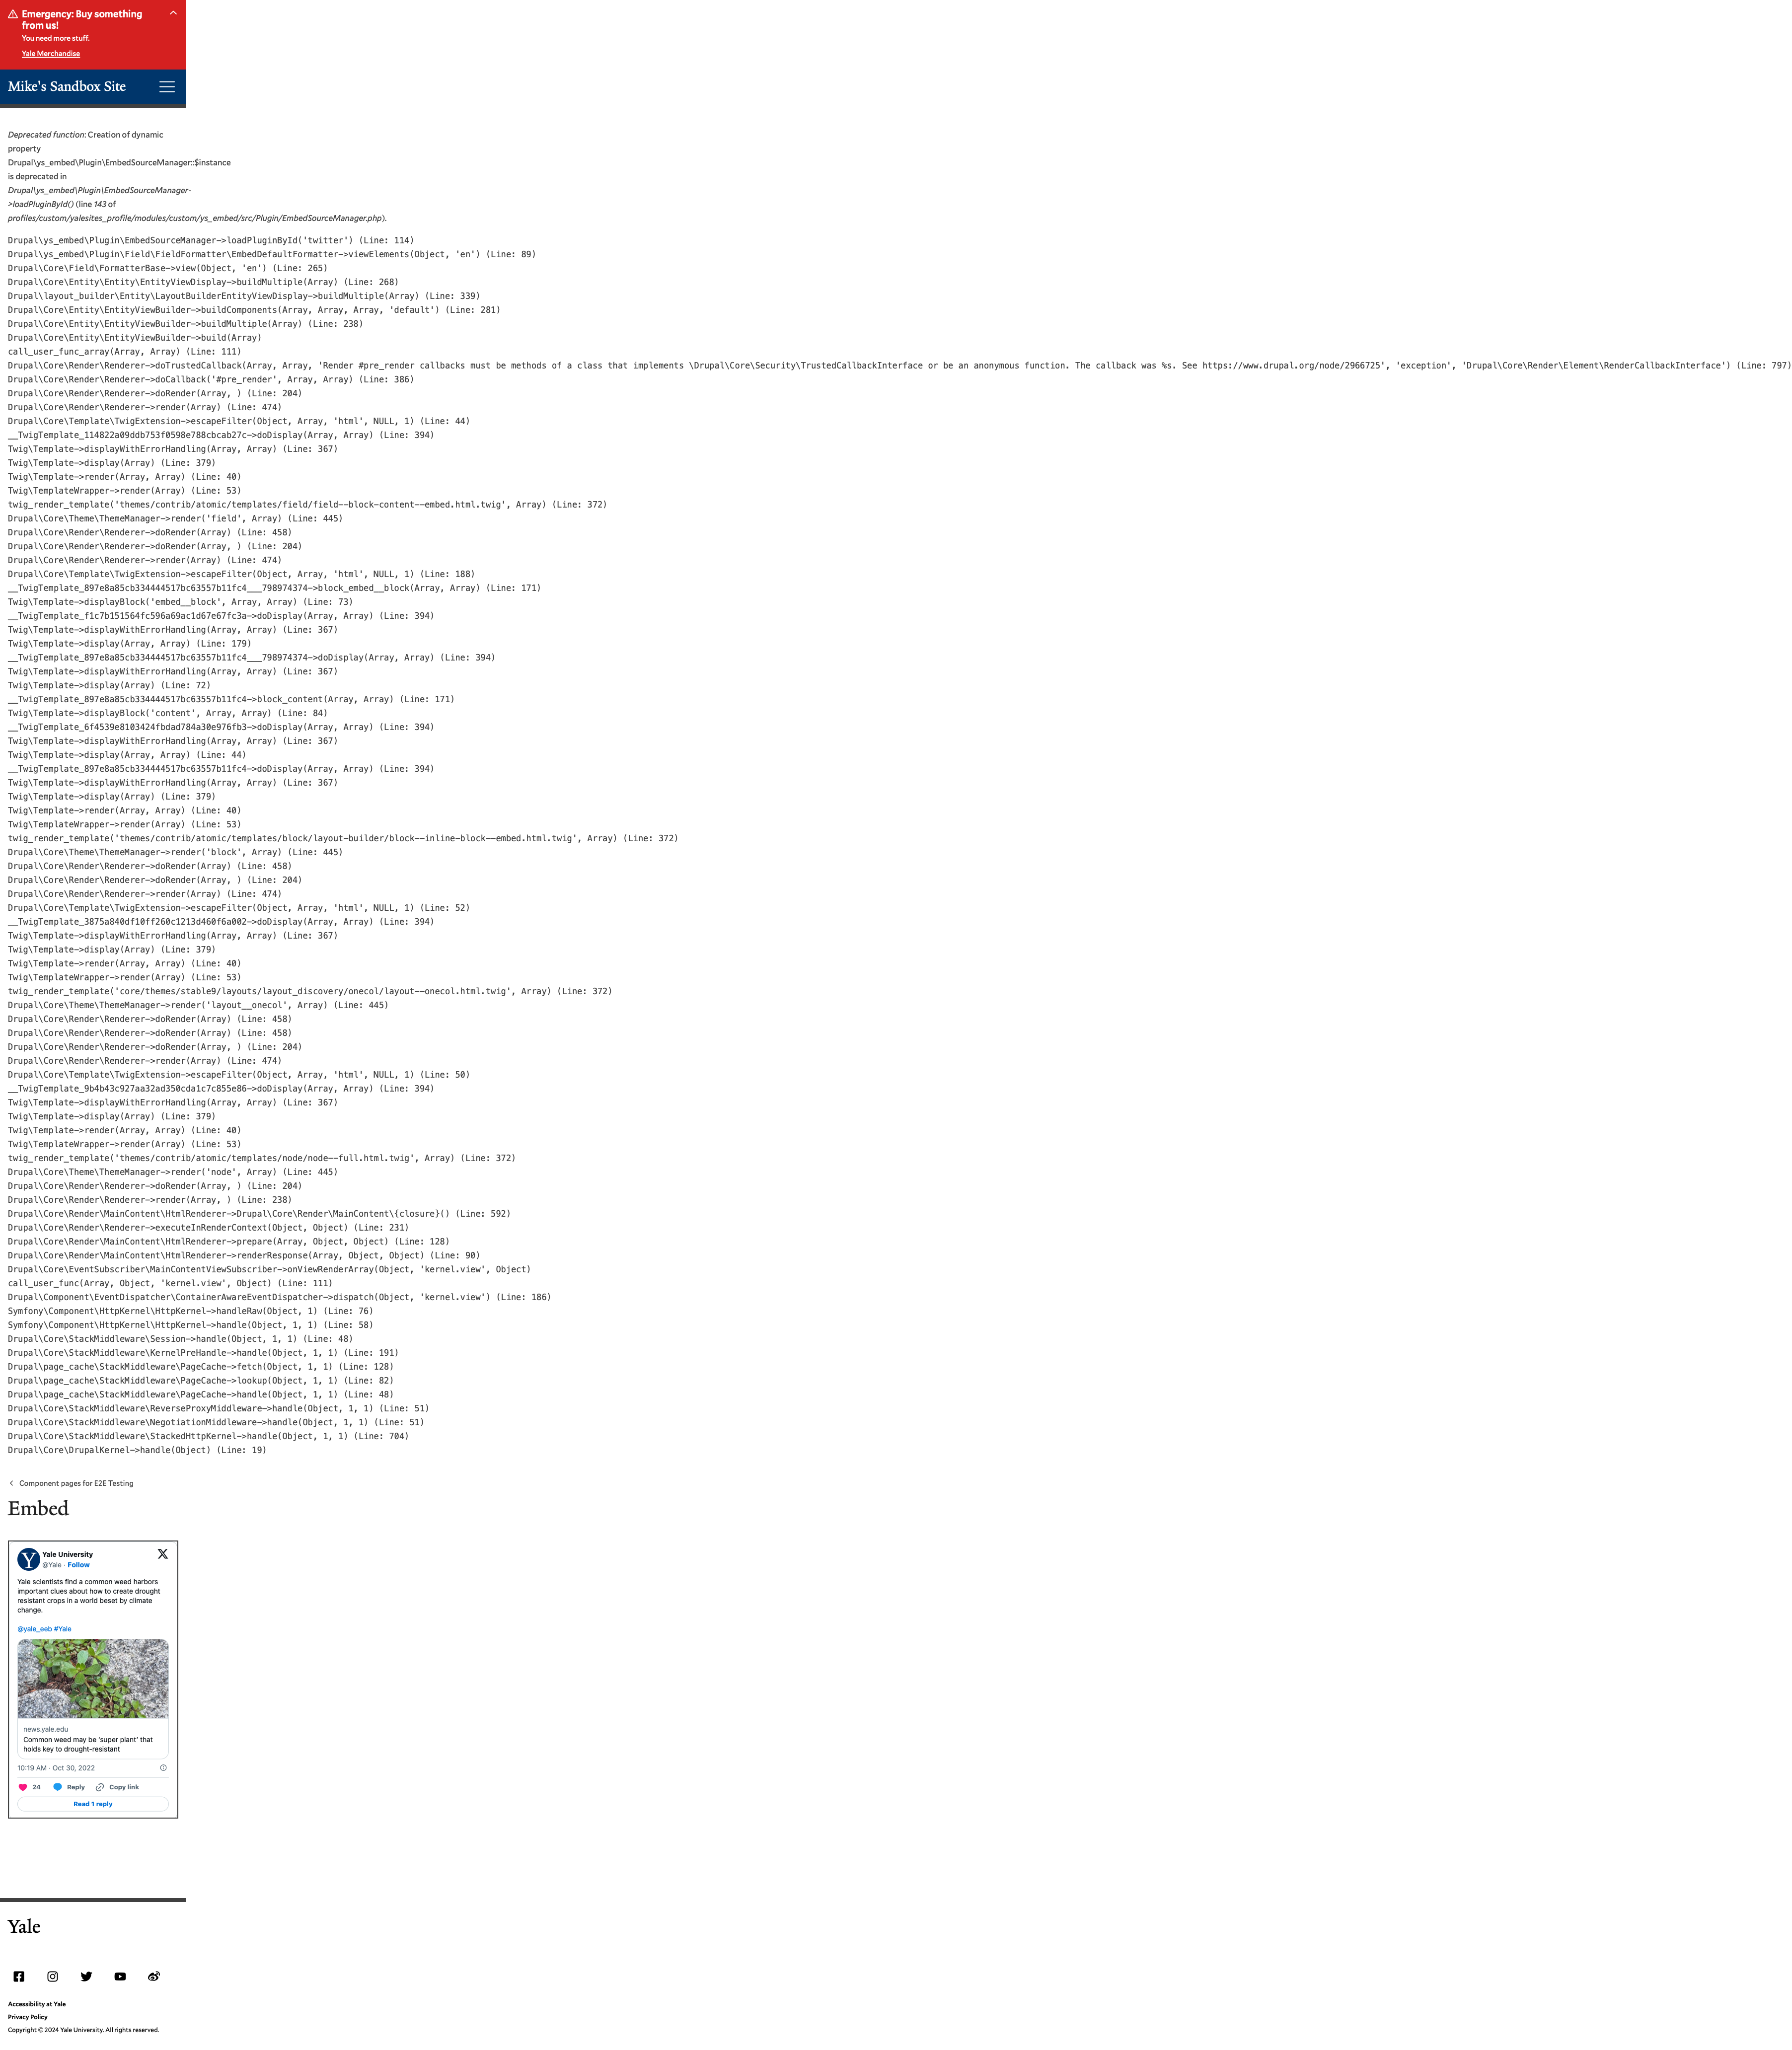 Emergency: Buy something
from us!
You need more stuff.
Yale Merchandise
Mike's Sandbox Site
Deprecated function: Creation of dynamic
property
Drupal\ys_embed\Plugin\EmbedSourceManager::$instance
is deprecated in
Drupal\ys_embed\Plugin\EmbedSourceManager-
>loadPluginById() (line 143 of
profiles/custom/yalesites_profile/modules/custom/ys_embed/src/Plugin/EmbedSourceManager.php).
Drupal\ys_embed\Plugin\EmbedSourceManager->loadPluginById('twitter') (Line: 114)
Drupal\ys_embed\Plugin\Field\FieldFormatter\EmbedDefaultFormatter->viewElements(Object, 'en') (Line: 89)
Drupal\Core\Field\FormatterBase->view(Object, 'en') (Line: 265)
Drupal\Core\Entity\Entity\EntityViewDisplay->buildMultiple(Array) (Line: 268)
Drupal\layout_builder\Entity\LayoutBuilderEntityViewDisplay->buildMultiple(Array) (Line: 339)
Drupal\Core\Entity\EntityViewBuilder->buildComponents(Array, Array, Array, 'default') (Line: 281)
Drupal\Core\Entity\EntityViewBuilder->buildMultiple(Array) (Line: 238)
Drupal\Core\Entity\EntityViewBuilder->build(Array)
call_user_func_array(Array, Array) (Line: 111)
Drupal\Core\Render\Renderer->doTrustedCallback(Array, Array, 'Render #pre_render callbacks must be methods of a class that implements \Drupal\Core\Security\TrustedCallbackInterface or be an anonymous function. The callback was %s. See https://www.drupal.org/node/2966725', 'exception', 'Drupal\Core\Render\Element\RenderCallbackInterface') (Line: 797)
Drupal\Core\Render\Renderer->doCallback('#pre_render', Array, Array) (Line: 386)
Drupal\Core\Render\Renderer->doRender(Array, ) (Line: 204)
Drupal\Core\Render\Renderer->render(Array) (Line: 474)
Drupal\Core\Template\TwigExtension->escapeFilter(Object, Array, 'html', NULL, 1) (Line: 44)
__TwigTemplate_114822a09ddb753f0598e788cbcab27c->doDisplay(Array, Array) (Line: 394)
Twig\Template->displayWithErrorHandling(Array, Array) (Line: 367)
Twig\Template->display(Array) (Line: 379)
Twig\Template->render(Array, Array) (Line: 40)
Twig\TemplateWrapper->render(Array) (Line: 53)
twig_render_template('themes/contrib/atomic/templates/field/field--block-content--embed.html.twig', Array) (Line: 372)
Drupal\Core\Theme\ThemeManager->render('field', Array) (Line: 445)
Drupal\Core\Render\Renderer->doRender(Array) (Line: 458)
Drupal\Core\Render\Renderer->doRender(Array, ) (Line: 204)
Drupal\Core\Render\Renderer->render(Array) (Line: 474)
Drupal\Core\Template\TwigExtension->escapeFilter(Object, Array, 'html', NULL, 1) (Line: 188)
__TwigTemplate_897e8a85cb334444517bc63557b11fc4___798974374->block_embed__block(Array, Array) (Line: 171)
Twig\Template->displayBlock('embed__block', Array, Array) (Line: 73)
__TwigTemplate_f1c7b151564fc596a69ac1d67e67fc3a->doDisplay(Array, Array) (Line: 394)
Twig\Template->displayWithErrorHandling(Array, Array) (Line: 367)
Twig\Template->display(Array, Array) (Line: 179)
__TwigTemplate_897e8a85cb334444517bc63557b11fc4___798974374->doDisplay(Array, Array) (Line: 394)
Twig\Template->displayWithErrorHandling(Array, Array) (Line: 367)
Twig\Template->display(Array) (Line: 72)
__TwigTemplate_897e8a85cb334444517bc63557b11fc4->block_content(Array, Array) (Line: 171)
Twig\Template->displayBlock('content', Array, Array) (Line: 84)
__TwigTemplate_6f4539e8103424fbdad784a30e976fb3->doDisplay(Array, Array) (Line: 394)
Twig\Template->displayWithErrorHandling(Array, Array) (Line: 367)
Twig\Template->display(Array, Array) (Line: 44)
__TwigTemplate_897e8a85cb334444517bc63557b11fc4->doDisplay(Array, Array) (Line: 394)
Twig\Template->displayWithErrorHandling(Array, Array) (Line: 367)
Twig\Template->display(Array) (Line: 379)
Twig\Template->render(Array, Array) (Line: 40)
Twig\TemplateWrapper->render(Array) (Line: 53)
twig_render_template('themes/contrib/atomic/templates/block/layout-builder/block--inline-block--embed.html.twig', Array) (Line: 372)
Drupal\Core\Theme\ThemeManager->render('block', Array) (Line: 445)
Drupal\Core\Render\Renderer->doRender(Array) (Line: 458)
Drupal\Core\Render\Renderer->doRender(Array, ) (Line: 204)
Drupal\Core\Render\Renderer->render(Array) (Line: 474)
Drupal\Core\Template\TwigExtension->escapeFilter(Object, Array, 'html', NULL, 1) (Line: 52)
__TwigTemplate_3875a840df10ff260c1213d460f6a002->doDisplay(Array, Array) (Line: 394)
Twig\Template->displayWithErrorHandling(Array, Array) (Line: 367)
Twig\Template->display(Array) (Line: 379)
Twig\Template->render(Array, Array) (Line: 40)
Twig\TemplateWrapper->render(Array) (Line: 53)
twig_render_template('core/themes/stable9/layouts/layout_discovery/onecol/layout--onecol.html.twig', Array) (Line: 372)
Drupal\Core\Theme\ThemeManager->render('layout__onecol', Array) (Line: 445)
Drupal\Core\Render\Renderer->doRender(Array) (Line: 458)
Drupal\Core\Render\Renderer->doRender(Array) (Line: 458)
Drupal\Core\Render\Renderer->doRender(Array, ) (Line: 204)
Drupal\Core\Render\Renderer->render(Array) (Line: 474)
Drupal\Core\Template\TwigExtension->escapeFilter(Object, Array, 'html', NULL, 1) (Line: 50)
__TwigTemplate_9b4b43c927aa32ad350cda1c7c855e86->doDisplay(Array, Array) (Line: 394)
Twig\Template->displayWithErrorHandling(Array, Array) (Line: 367)
Twig\Template->display(Array) (Line: 379)
Twig\Template->render(Array, Array) (Line: 40)
Twig\TemplateWrapper->render(Array) (Line: 53)
twig_render_template('themes/contrib/atomic/templates/node/node--full.html.twig', Array) (Line: 372)
Drupal\Core\Theme\ThemeManager->render('node', Array) (Line: 445)
Drupal\Core\Render\Renderer->doRender(Array, ) (Line: 204)
Drupal\Core\Render\Renderer->render(Array, ) (Line: 238)
Drupal\Core\Render\MainContent\HtmlRenderer->Drupal\Core\Render\MainContent\{closure}() (Line: 592)
Drupal\Core\Render\Renderer->executeInRenderContext(Object, Object) (Line: 231)
Drupal\Core\Render\MainContent\HtmlRenderer->prepare(Array, Object, Object) (Line: 128)
Drupal\Core\Render\MainContent\HtmlRenderer->renderResponse(Array, Object, Object) (Line: 90)
Drupal\Core\EventSubscriber\MainContentViewSubscriber->onViewRenderArray(Object, 'kernel.view', Object)
call_user_func(Array, Object, 'kernel.view', Object) (Line: 111)
Drupal\Component\EventDispatcher\ContainerAwareEventDispatcher->dispatch(Object, 'kernel.view') (Line: 186)
Symfony\Component\HttpKernel\HttpKernel->handleRaw(Object, 1) (Line: 76)
Symfony\Component\HttpKernel\HttpKernel->handle(Object, 1, 1) (Line: 58)
Drupal\Core\StackMiddleware\Session->handle(Object, 1, 1) (Line: 48)
Drupal\Core\StackMiddleware\KernelPreHandle->handle(Object, 1, 1) (Line: 191)
Drupal\page_cache\StackMiddleware\PageCache->fetch(Object, 1, 1) (Line: 128)
Drupal\page_cache\StackMiddleware\PageCache->lookup(Object, 1, 1) (Line: 82)
Drupal\page_cache\StackMiddleware\PageCache->handle(Object, 1, 1) (Line: 48)
Drupal\Core\StackMiddleware\ReverseProxyMiddleware->handle(Object, 1, 1) (Line: 51)
Drupal\Core\StackMiddleware\NegotiationMiddleware->handle(Object, 1, 1) (Line: 51)
Drupal\Core\StackMiddleware\StackedHttpKernel->handle(Object, 1, 1) (Line: 704)
Drupal\Core\DrupalKernel->handle(Object) (Line: 19)
Component pages for E2E Testing
Embed
Y
Yale University
@Yale · Follow
Yale scientists find a common weed harbors
important clues about how to create drought
resistant crops in a world beset by climate
change.
@yale_eeb #Yale
news.yale.edu
Common weed may be 'super plant' that
holds key to drought-resistant
10:19 AM · Oct 30, 2022
24 Reply Copy link
Read 1 reply
Yale
Accessibility at Yale
Privacy Policy
Copyright © 2024 Yale University. All rights reserved.